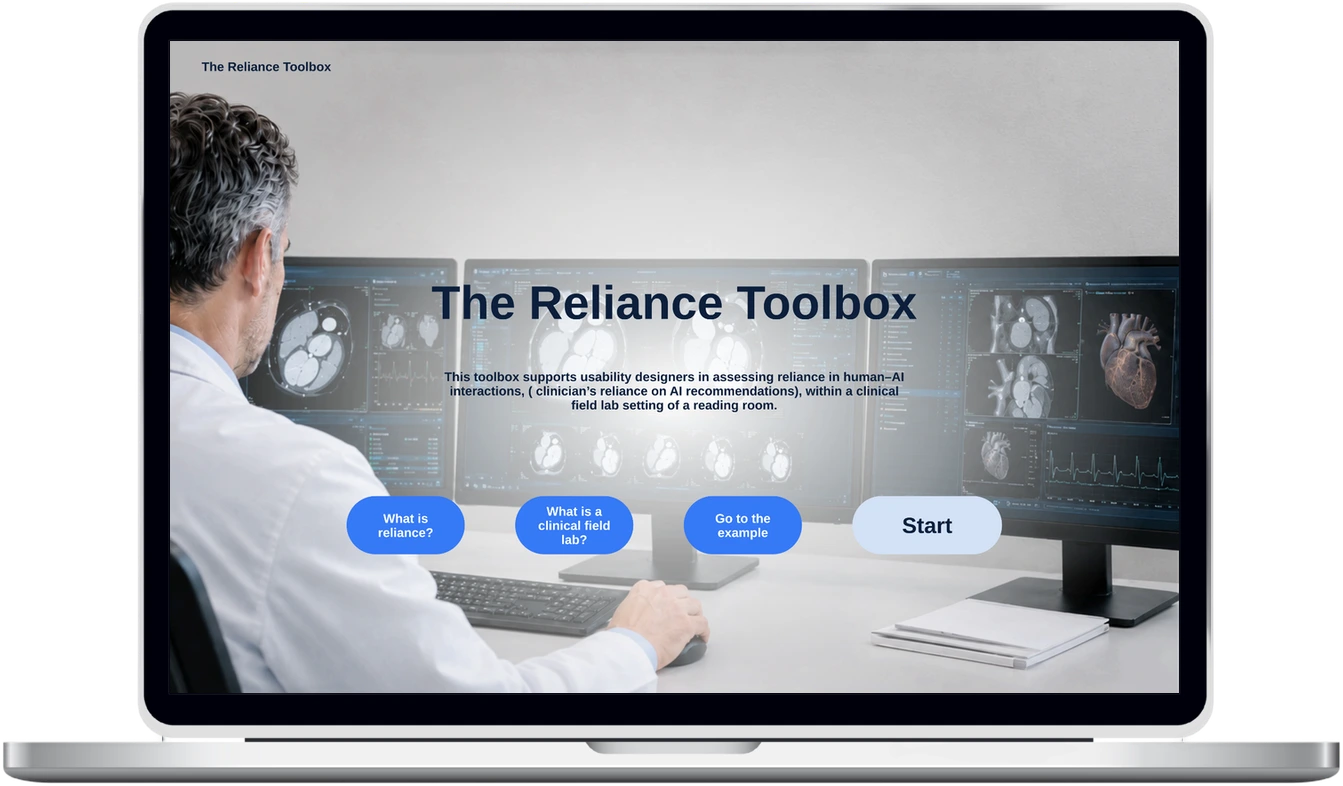 The Reliance Toolbox
The Reliance Toolbox
This toolbox supports usability designers in assessing reliance in human–AI
interactions, ( clinician’s reliance on AI recommendations), within a clinical
field lab setting of a reading room.
What is
reliance?
What is a
clinical field
lab?
Go to the
example
Start